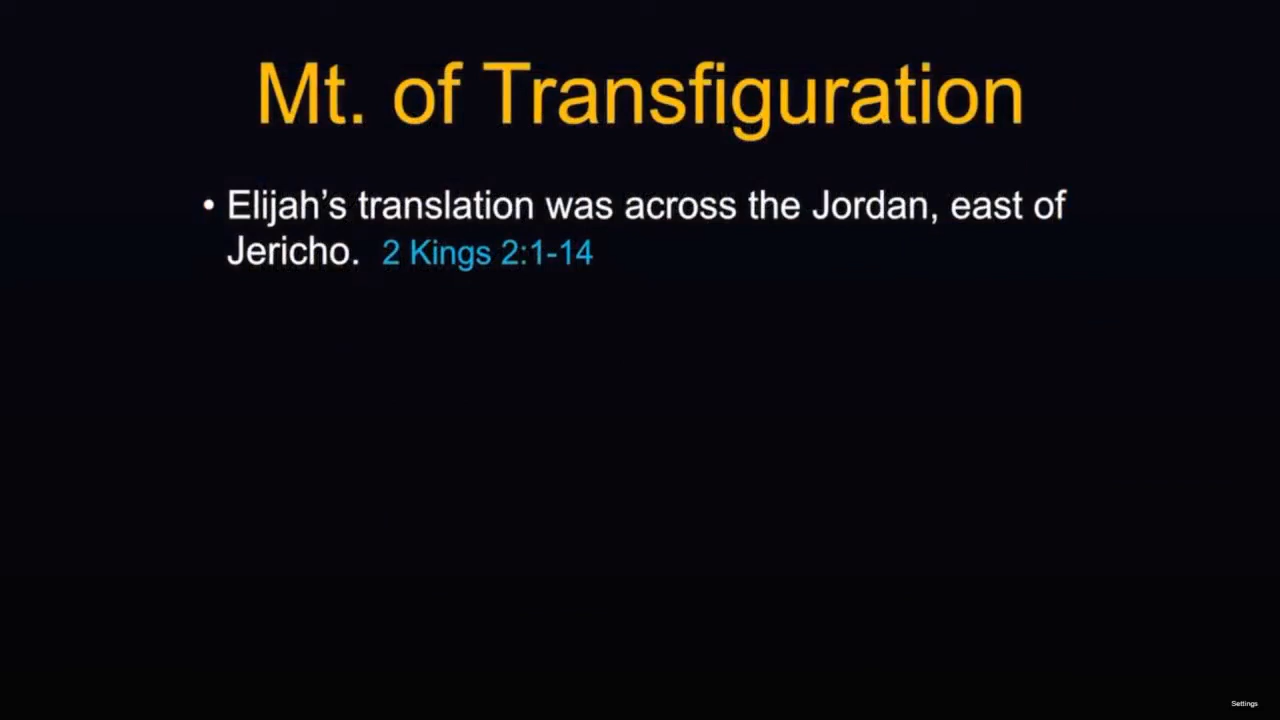 Mt. of Transfiguration
• Elijah’s translation was across the Jordan, east of
Jericho. 2 Kings 2:1-14
Settings